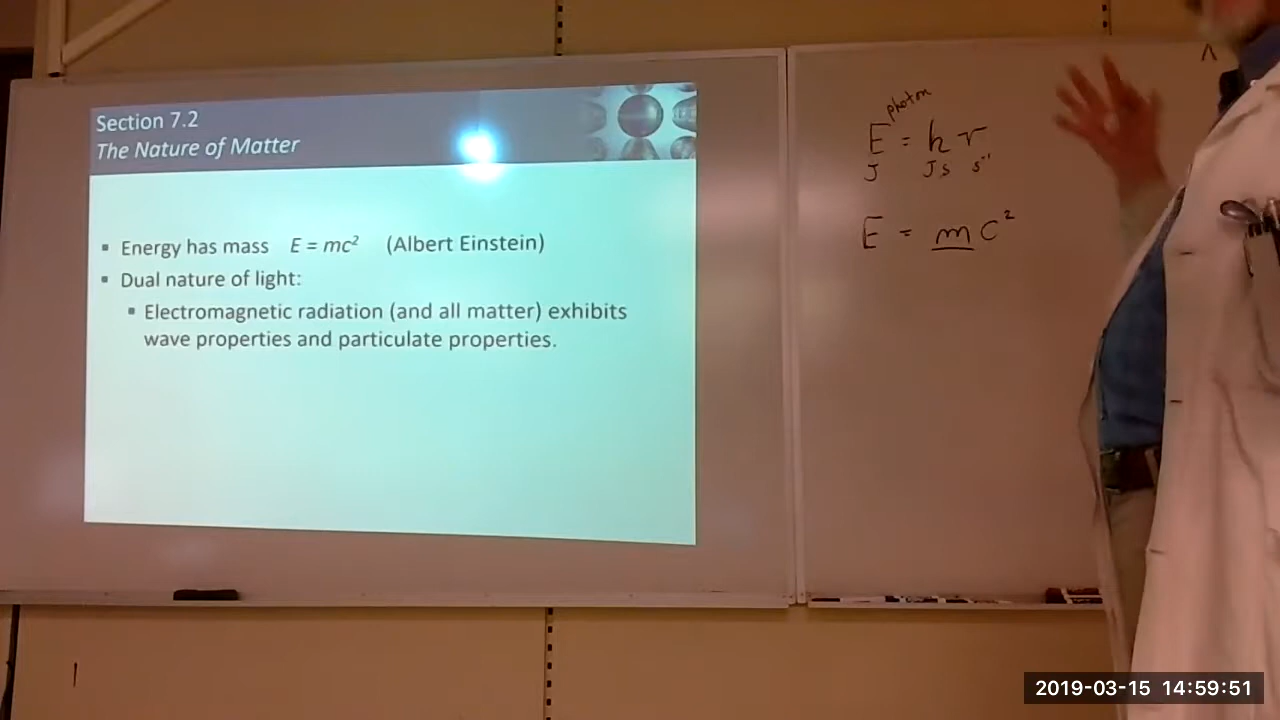 Section 7.2
The Nature of Matter
▪ Energy has mass E = mc² (Albert Einstein)
▪ Dual nature of light:
▪ Electromagnetic radiation (and all matter) exhibits
wave properties and particulate properties.
photon
E = h ν
J Js s⁻¹
E = mc²
2019-03-15 14:59:51